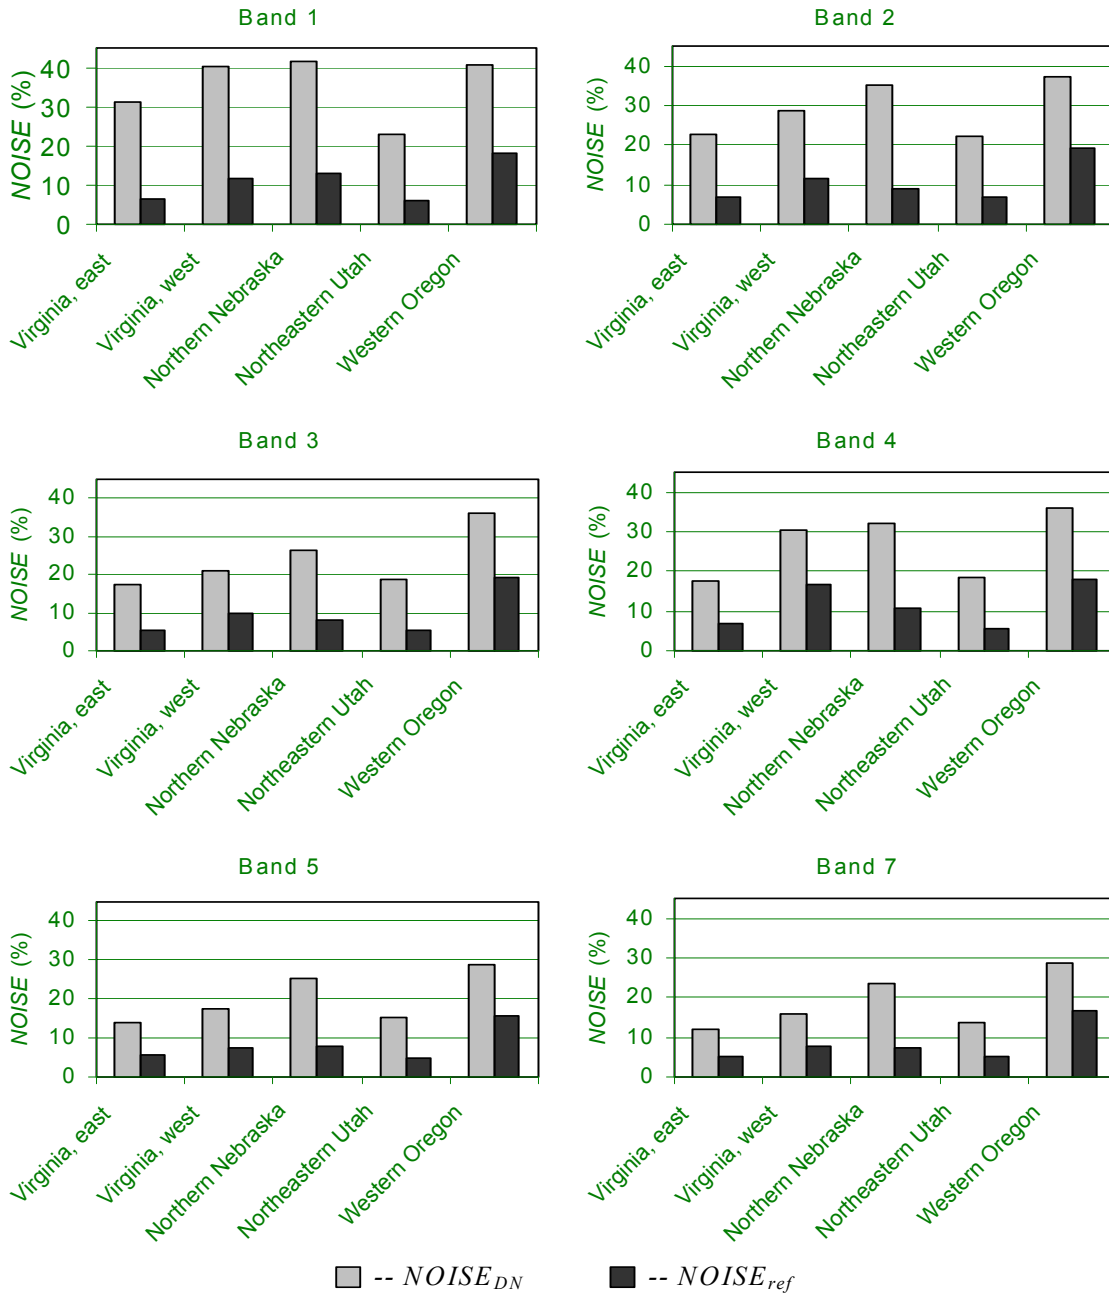 Band 1
NOISE (%)
40
30
20
10
0
Virginia, east
Virginia, west
Northern Nebraska
Northeastern Utah
Western Oregon
Band 2
NOISE (%)
40
30
20
10
0
Virginia, east
Virginia, west
Northern Nebraska
Northeastern Utah
Western Oregon
Band 3
NOISE (%)
40
30
20
10
0
Virginia, east
Virginia, west
Northern Nebraska
Northeastern Utah
Western Oregon
Band 4
NOISE (%)
40
30
20
10
0
Virginia, east
Virginia, west
Northern Nebraska
Northeastern Utah
Western Oregon
Band 5
NOISE (%)
40
30
20
10
0
Virginia, east
Virginia, west
Northern Nebraska
Northeastern Utah
Western Oregon
Band 7
NOISE (%)
40
30
20
10
0
Virginia, east
Virginia, west
Northern Nebraska
Northeastern Utah
Western Oregon
-- NOISE DN
-- NOISE ref